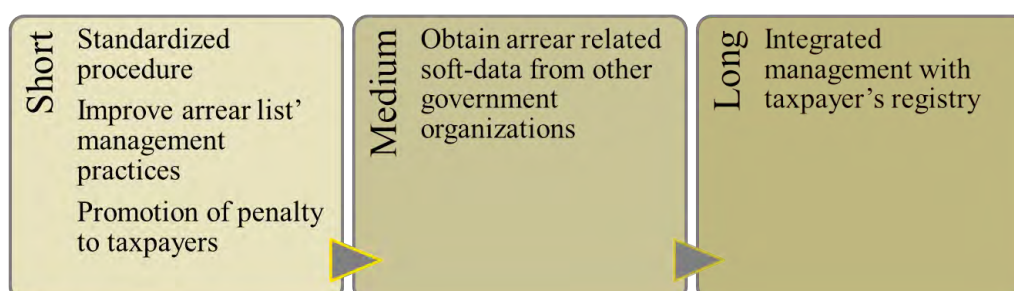 Short
Standardized
procedure
Improve arrear list’
management
practices
Promotion of penalty
to taxpayers
Medium
Obtain arrear related
soft-data from other
government
organizations
Long
Integrated
management with
taxpayer’s registry